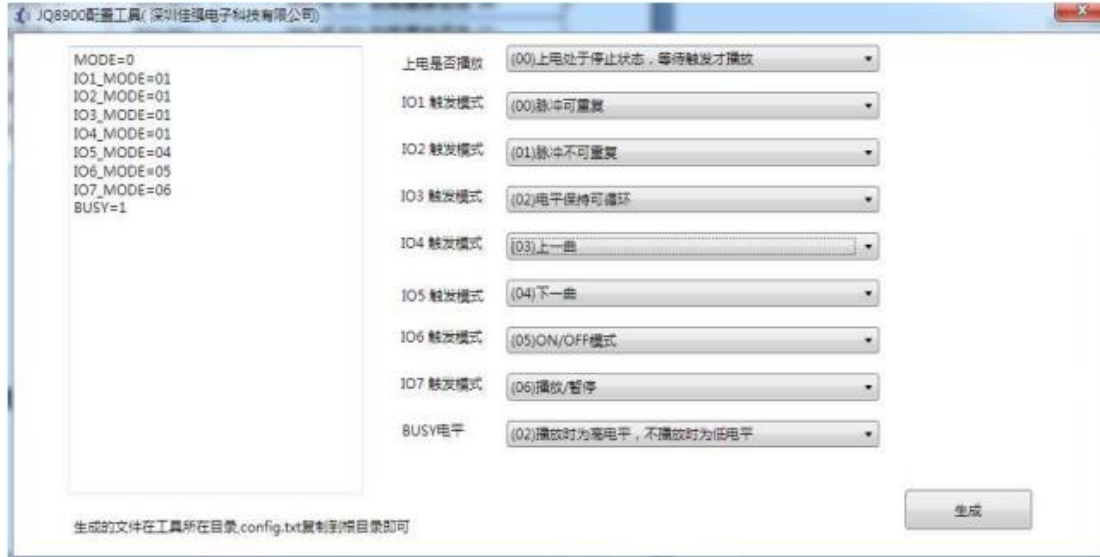 JQ8900配置工具( 深圳佳强电子科技有限公司)
MODE=0
IO1_MODE=01
IO2_MODE=01
IO3_MODE=01
IO4_MODE=01
IO5_MODE=04
IO6_MODE=05
IO7_MODE=06
BUSY=1
上电是否播放 (00)上电处于停止状态，等待触发才播放
IO1 触发模式 (00)脉冲可重复
IO2 触发模式 (01)脉冲不可重复
IO3 触发模式 (02)电平保持可循环
IO4 触发模式 (03)上一曲
IO5 触发模式 (04)下一曲
IO6 触发模式 (05)ON/OFF模式
IO7 触发模式 (06)播放/暂停
BUSY电平 (02)播放时为高电平，不播放时为低电平
生成
生成的文件在工具所在目录,config.txt复制到根目录即可